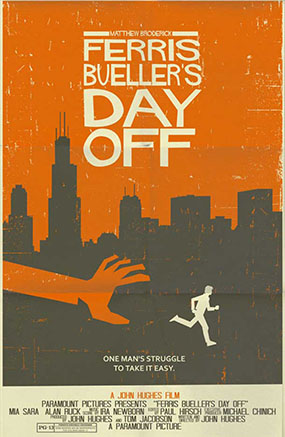 MATTHEW BRODERICK
FERRIS
BUELLER'S
DAY
OFF
ONE MAN'S STRUGGLE
TO TAKE IT EASY.
A JOHN HUGHES FILM
PARAMOUNT PICTURES PRESENTS "FERRIS BUELLER'S DAY OFF"
MIA SARA ALAN RUCK IRA NEWBORN PAUL HIRSCH MICHAEL CHINICH
JOHN HUGHES AND TOM JACOBSON JOHN HUGHES
PG-13 A PARAMOUNT PICTURE